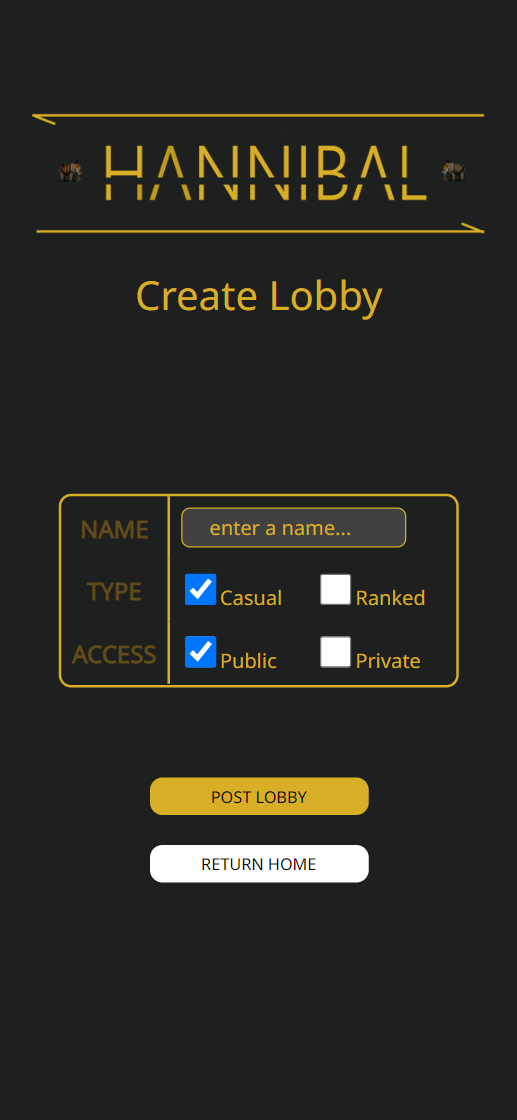 HANNIBAL
Create Lobby
NAME enter a name...
TYPE Casual Ranked
ACCESS Public Private
POST LOBBY
RETURN HOME